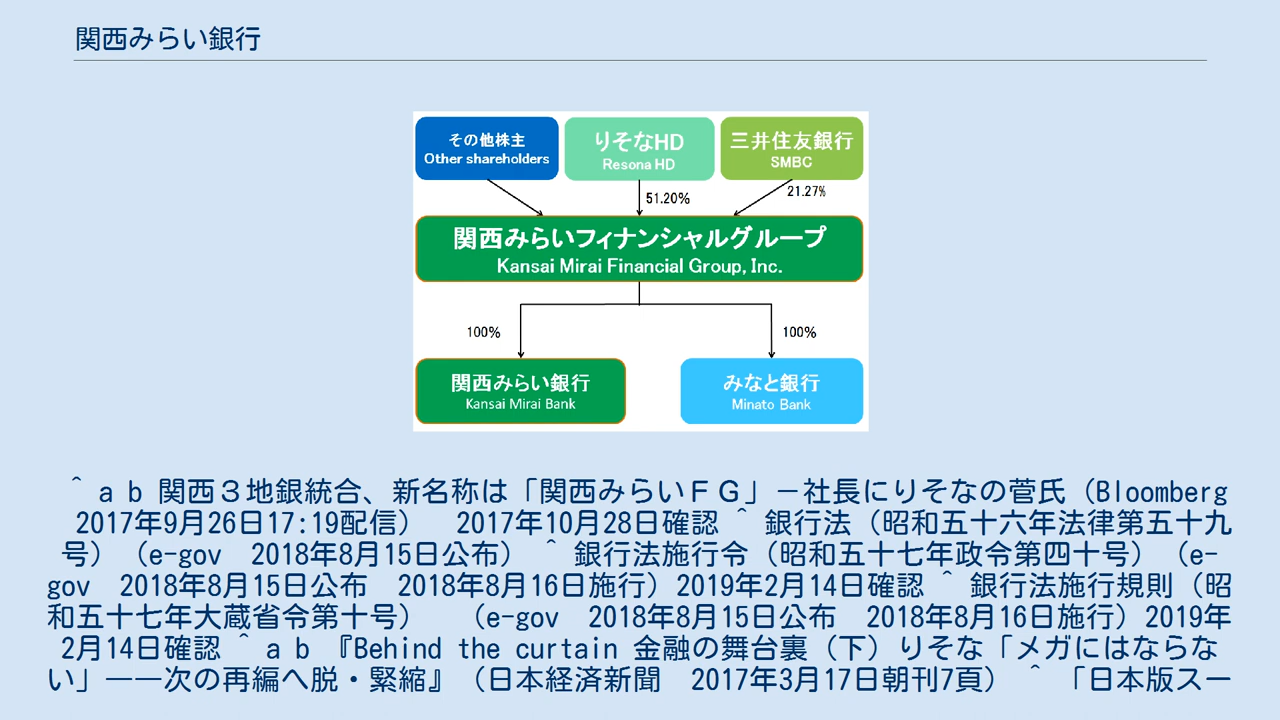 関西みらい銀行
その他株主
Other shareholders
りそなHD
Resona HD
三井住友銀行
SMBC
51.20%
21.27%
関西みらいフィナンシャルグループ
Kansai Mirai Financial Group, Inc.
100%
100%
関西みらい銀行
Kansai Mirai Bank
みなと銀行
Minato Bank
^ a b 関西３地銀統合、新名称は「関西みらいＦＧ」－社長にりそなの菅氏（Bloomberg
2017年9月26日17:19配信）　2017年10月28日確認 ^ 銀行法（昭和五十六年法律第五十九
号）（e-gov　2018年8月15日公布） ^ 銀行法施行令（昭和五十七年政令第四十号）（e-
gov　2018年8月15日公布　2018年8月16日施行）2019年2月14日確認 ^ 銀行法施行規則（昭
和五十七年大蔵省令第十号）　（e-gov　2018年8月15日公布　2018年8月16日施行）2019年
2月14日確認 ^ a b 『Behind the curtain 金融の舞台裏（下）りそな「メガにはならな
い」――次の再編へ脱・緊縮』（日本経済新聞　2017年3月17日朝刊7頁） ^ 「日本版スー